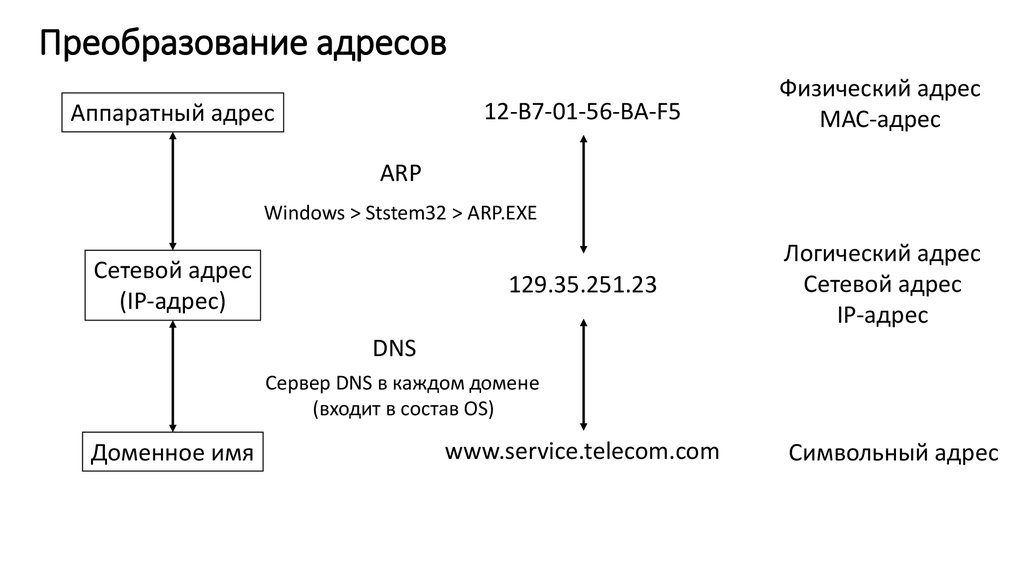 Преобразование адресов
Аппаратный адрес
12-B7-01-56-BA-F5
Физический адрес
MAC-адрес
ARP
Windows > Ststem32 > ARP.EXE
Сетевой адрес
(IP-адрес)
129.35.251.23
Логический адрес
Сетевой адрес
IP-адрес
DNS
Сервер DNS в каждом домене
(входит в состав OS)
Доменное имя
www.service.telecom.com
Символьный адрес